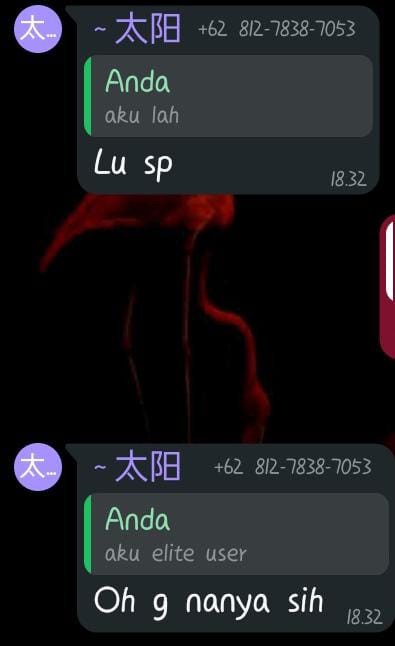 太...
~ 太阳 +62 812-7838-7053
Anda
aku lah
Lu sp
18.32
太...
~ 太阳 +62 812-7838-7053
Anda
aku elite user
Oh g nanya sih
18.32